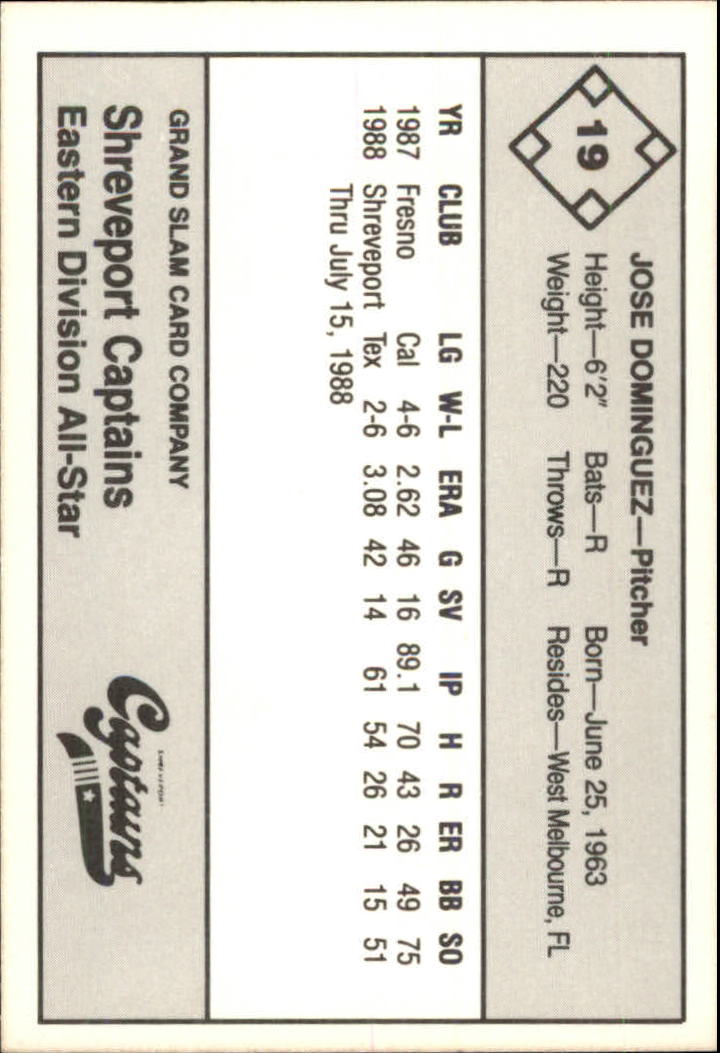 19
JOSE DOMINGUEZ—Pitcher
Height—6'2" Bats—R Born—June 25, 1963
Weight—220 Throws—R Resides—West Melbourne, FL
YR CLUB LG W-L ERA G SV IP H R ER BB SO
1987 Fresno Cal 4-6 2.62 46 16 89.1 70 43 26 49 75
1988 Shreveport Tex 2-6 3.08 42 14 61 54 26 21 15 51
Thru July 15, 1988
GRAND SLAM CARD COMPANY
Shreveport Captains
Eastern Division All-Star
SHREVEPORT
Captains